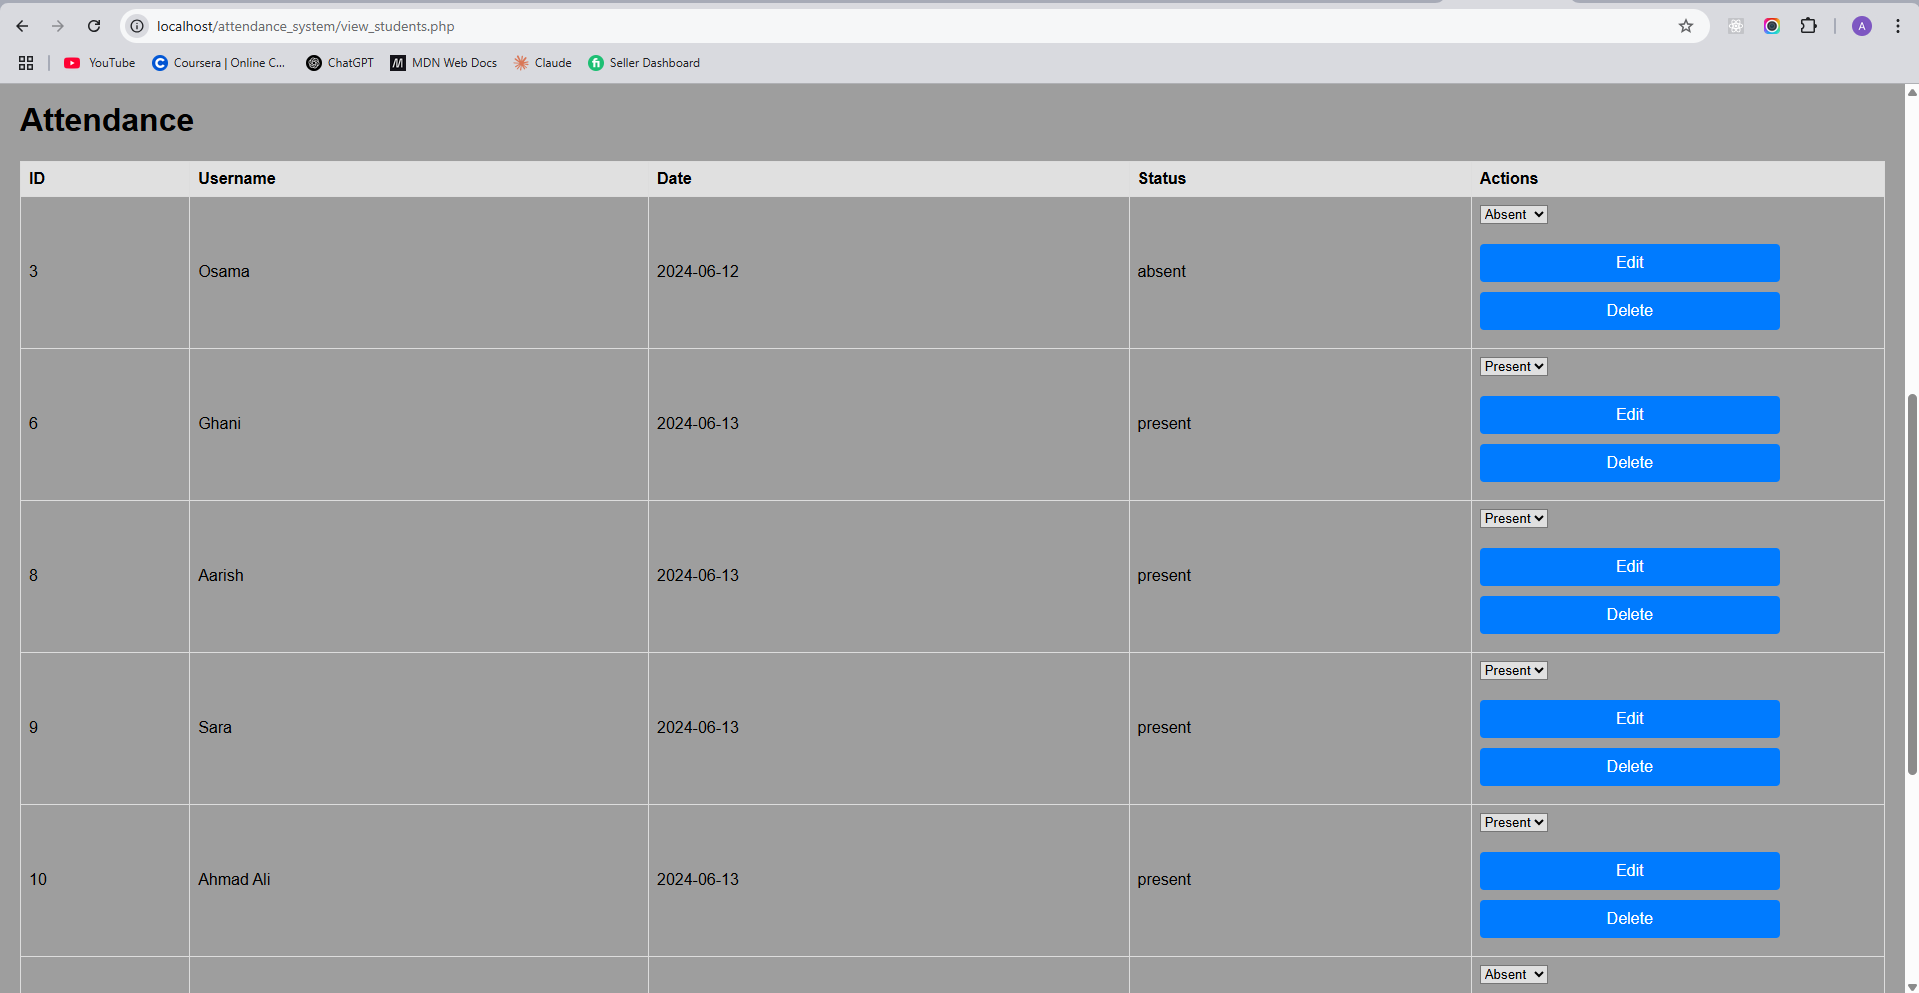 localhost/attendance_system/view_students.php
A
YouTube Coursera | Online C... ChatGPT MDN Web Docs Claude Seller Dashboard
Attendance
ID Username Date Status Actions
Absent
3 Osama 2024-06-12 absent
Edit
Delete
Present
6 Ghani 2024-06-13 present
Edit
Delete
Present
8 Aarish 2024-06-13 present
Edit
Delete
Present
9 Sara 2024-06-13 present
Edit
Delete
Present
10 Ahmad Ali 2024-06-13 present
Edit
Delete
Absent